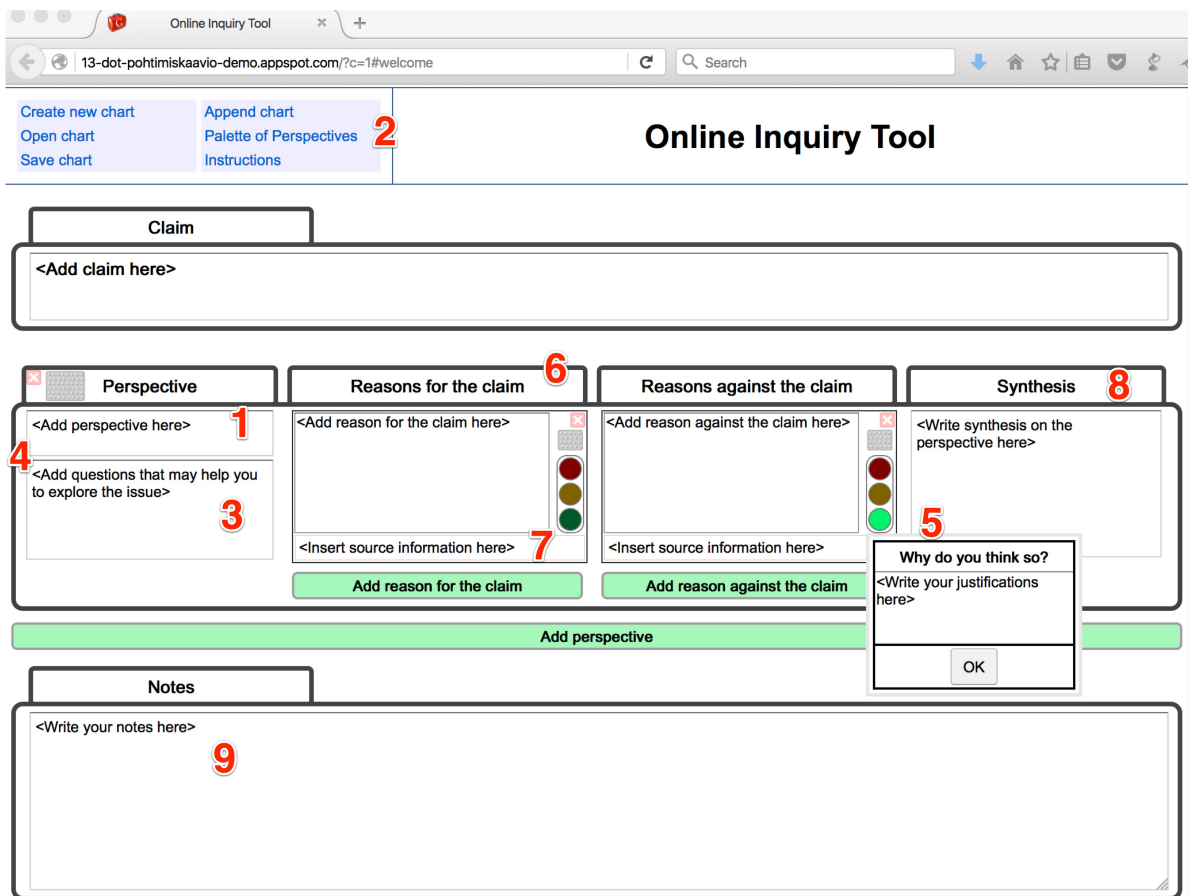 Online Inquiry Tool
13-dot-pohtimiskaavio-demo.appspot.com/?c=1#welcome
Search
Create new chart Append chart
Open chart Palette of Perspectives 2
Save chart Instructions
Online Inquiry Tool
Claim
<Add claim here>
6
Perspective Reasons for the claim Reasons against the claim Synthesis 8
<Add perspective here> 1
4
<Add questions that may help you
to explore the issue>
3
<Add reason for the claim here>
<Insert source information here> 7
Add reason for the claim
<Add reason against the claim here>
<Insert source information here>
Add reason against the claim
<Write synthesis on the
perspective here>
5
Why do you think so?
<Write your justifications
here>
OK
Add perspective
Notes
<Write your notes here>
9